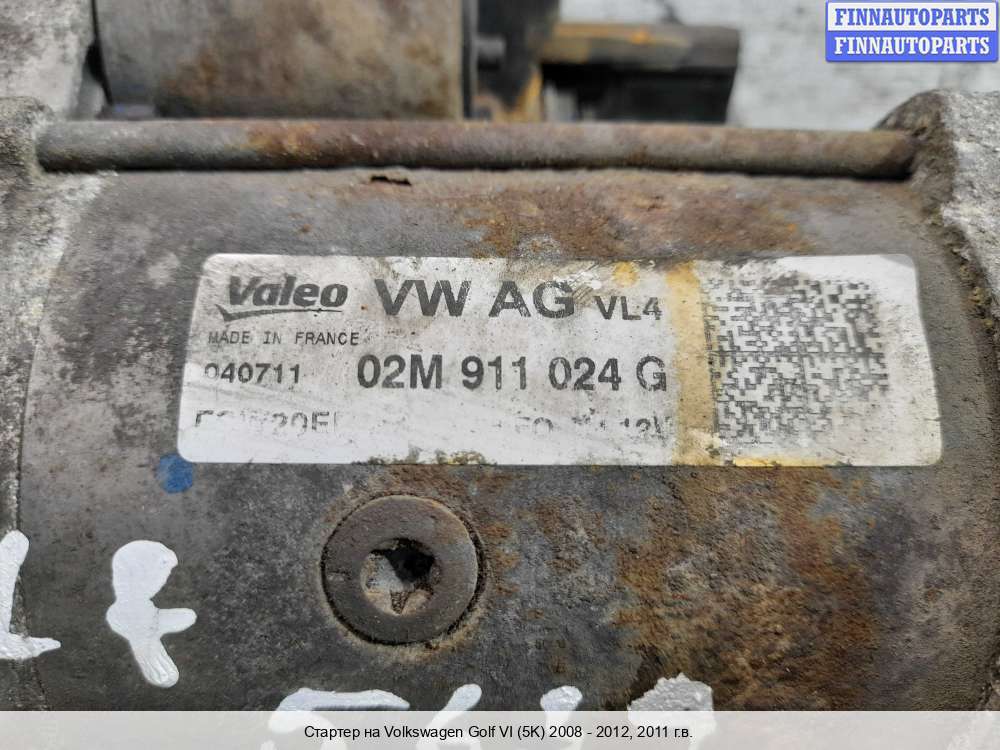 FINNAUTOPARTS
FINNAUTOPARTS
Valeo VW AG VL4
MADE IN FRANCE
040711 02M 911 024 G
Стартер на Volkswagen Golf VI (5K) 2008 - 2012, 2011 г.в.